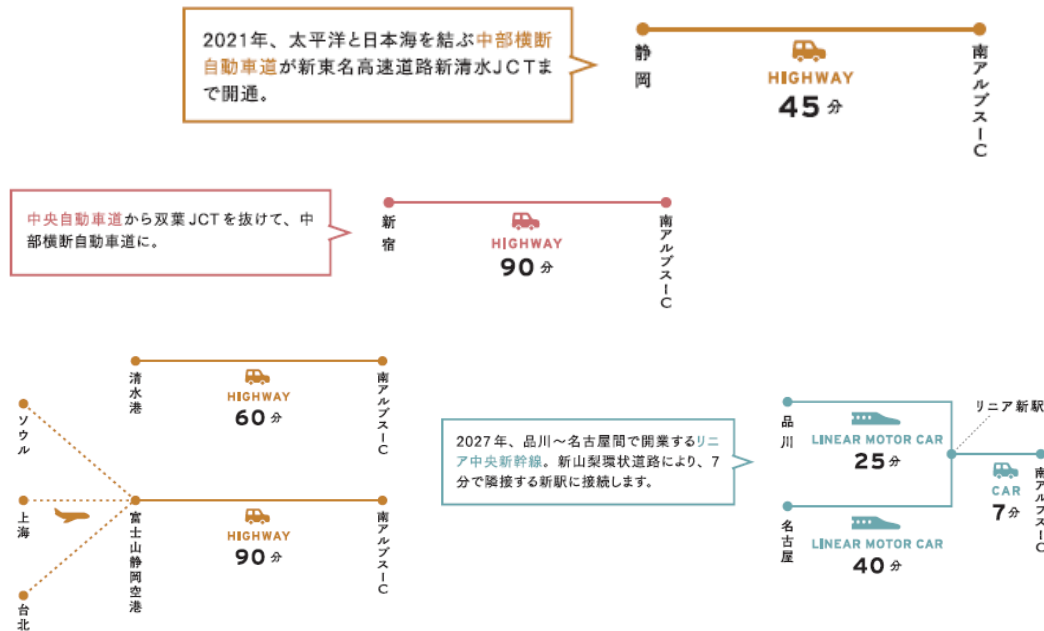 2021年、太平洋と日本海を結ぶ中部横断
自動車道が新東名高速道路新清水JCTま
で開通。
静岡
HIGHWAY
45分
南アルプスIC
中央自動車道から双葉JCTを抜けて、中
部横断自動車道に。
新宿
HIGHWAY
90分
南アルプスIC
清水港
HIGHWAY
60分
南アルプスIC
ソウル
上海
台北
富士山静岡空港
HIGHWAY
90分
南アルプスIC
2027年、品川〜名古屋間で開業するリニ
ア中央新幹線。新山梨環状道路により、7
分で隣接する新駅に接続します。
品川
LINEAR MOTOR CAR
25分
名古屋
LINEAR MOTOR CAR
40分
リニア新駅
CAR
7分
南アルプスIC